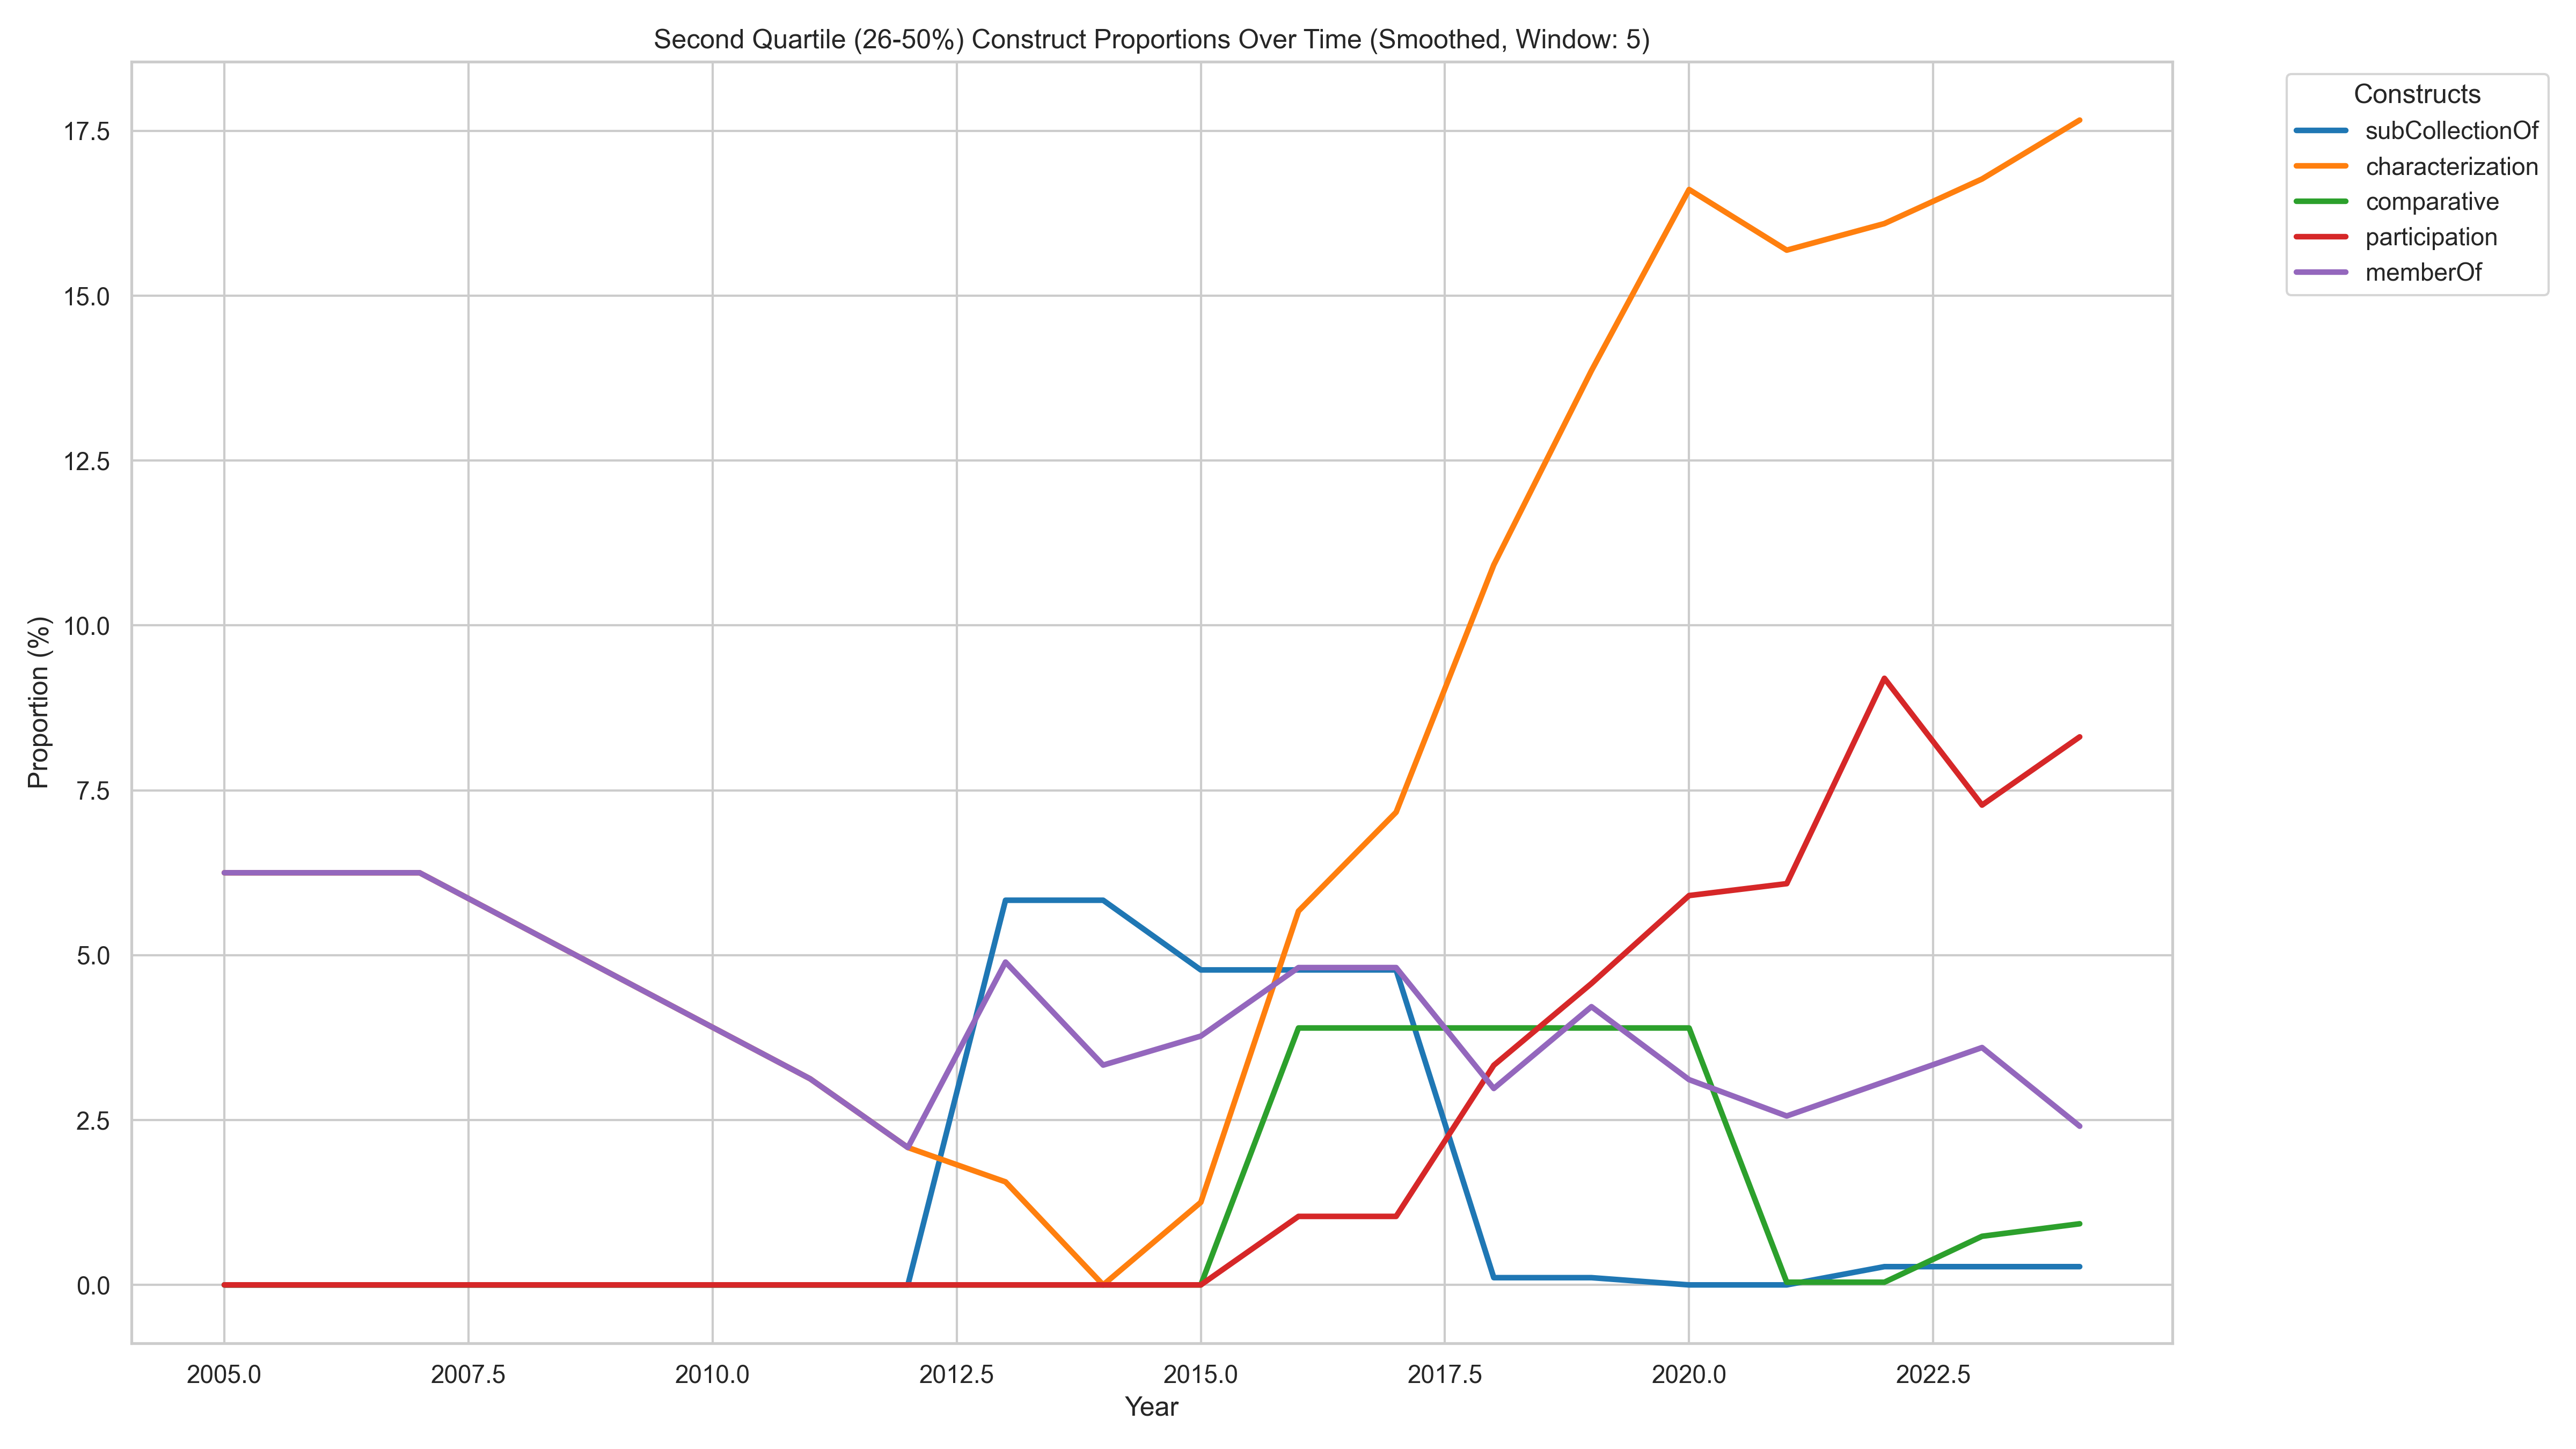 Second Quartile (26-50%) Construct Proportions Over Time (Smoothed, Window: 5)
Constructs
subCollectionOf
characterization
comparative
participation
memberOf
Proportion (%)
17.5
15.0
12.5
10.0
7.5
5.0
2.5
0.0
2005.0 2007.5 2010.0 2012.5 2015.0 2017.5 2020.0 2022.5
Year